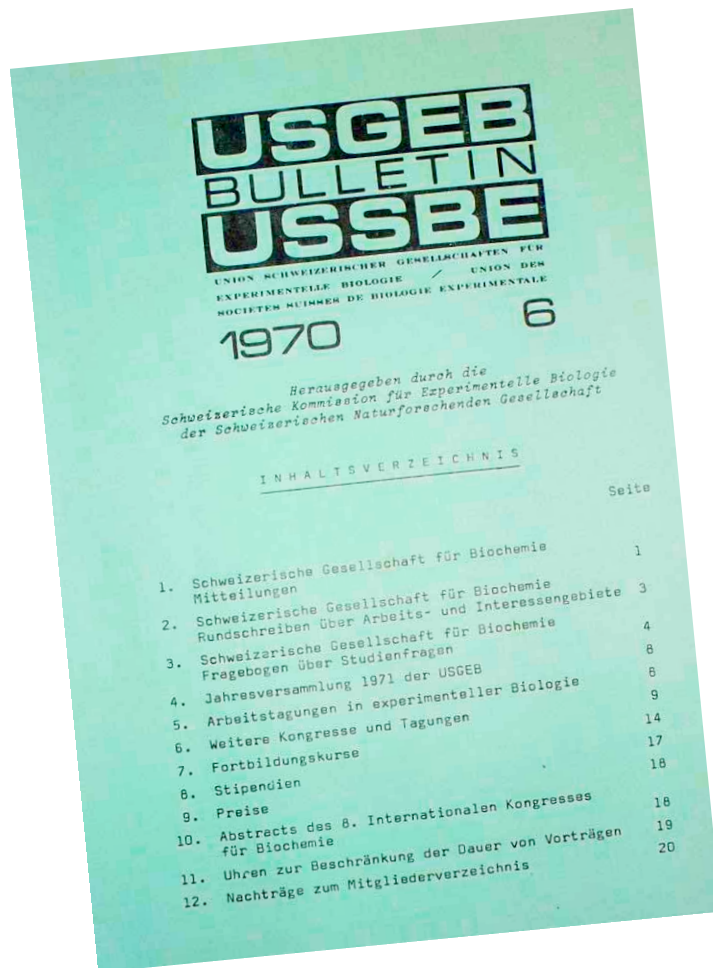 USGEB
BULLETIN
USSBE
UNION SCHWEIZERISCHER GESELLSCHAFTEN FÜR
EXPERIMENTELLE BIOLOGIE / UNION DES
SOCIETES SUISSES DE BIOLOGIE EXPERIMENTALE
1970 6
Herausgegeben durch die
Schweizerische Kommission für Experimentelle Biologie
der Schweizerischen Naturforschenden Gesellschaft
INHALTSVERZEICHNIS
Seite
1. Schweizerische Gesellschaft für Biochemie
Mitteilungen 1
2. Schweizerische Gesellschaft für Biochemie
Rundschreiben über Arbeits- und Interessengebiete 3
3. Schweizerische Gesellschaft für Biochemie
Fragebogen über Studienfragen 4
4. Jahresversammlung 1971 der USGEB 8
5. Arbeitstagungen in experimenteller Biologie 8
6. Weitere Kongresse und Tagungen 9
7. Fortbildungskurse 14
8. Stipendien 17
9. Preise 18
10. Abstracts des 8. Internationalen Kongresses
für Biochemie 18
11. Uhren zur Beschränkung der Dauer von Vorträgen 19
12. Nachträge zum Mitgliederverzeichnis 20